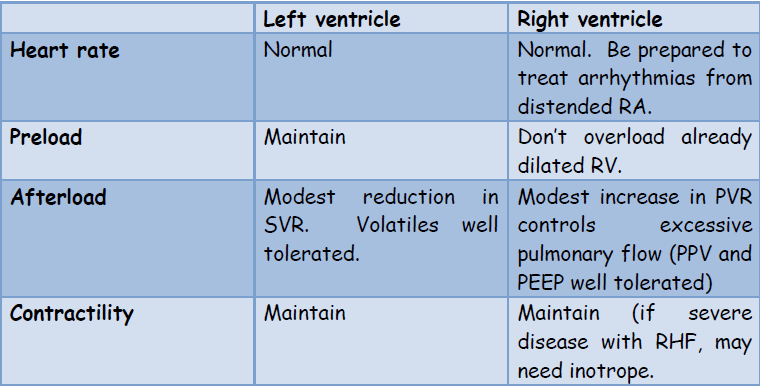 Left ventricle Right ventricle
Heart rate Normal Normal. Be prepared to
treat arrhythmias from
distended RA.
Preload Maintain Don't overload already
dilated RV.
Afterload Modest reduction in Modest increase in PVR
SVR. Volatiles well controls excessive
tolerated. pulmonary flow (PPV and
PEEP well tolerated)
Contractility Maintain Maintain (if severe
disease with RHF, may
need inotrope.